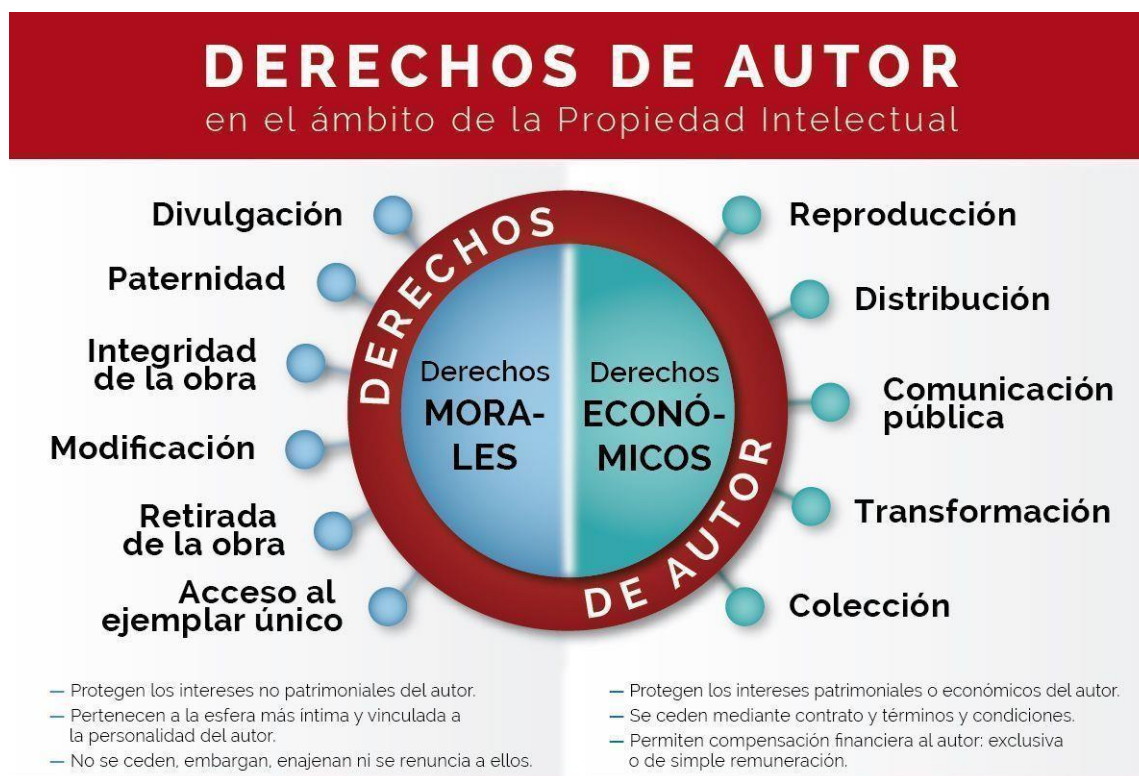 DERECHOS DE AUTOR
en el ámbito de la Propiedad Intelectual
Divulgación
Paternidad
Integridad
de la obra
Modificación
Retirada
de la obra
Acceso al
ejemplar único
DERECHOS
DE AUTOR
Derechos
MORA-
LES
Derechos
ECONÓ-
MICOS
Reproducción
Distribución
Comunicación
pública
Transformación
Colección
— Protegen los intereses no patrimoniales del autor.
— Pertenecen a la esfera más íntima y vinculada a
la personalidad del autor.
— No se ceden, embargan, enajenan ni se renuncia a ellos.
— Protegen los intereses patrimoniales o económicos del autor.
— Se ceden mediante contrato y términos y condiciones.
— Permiten compensación financiera al autor: exclusiva
o de simple remuneración.